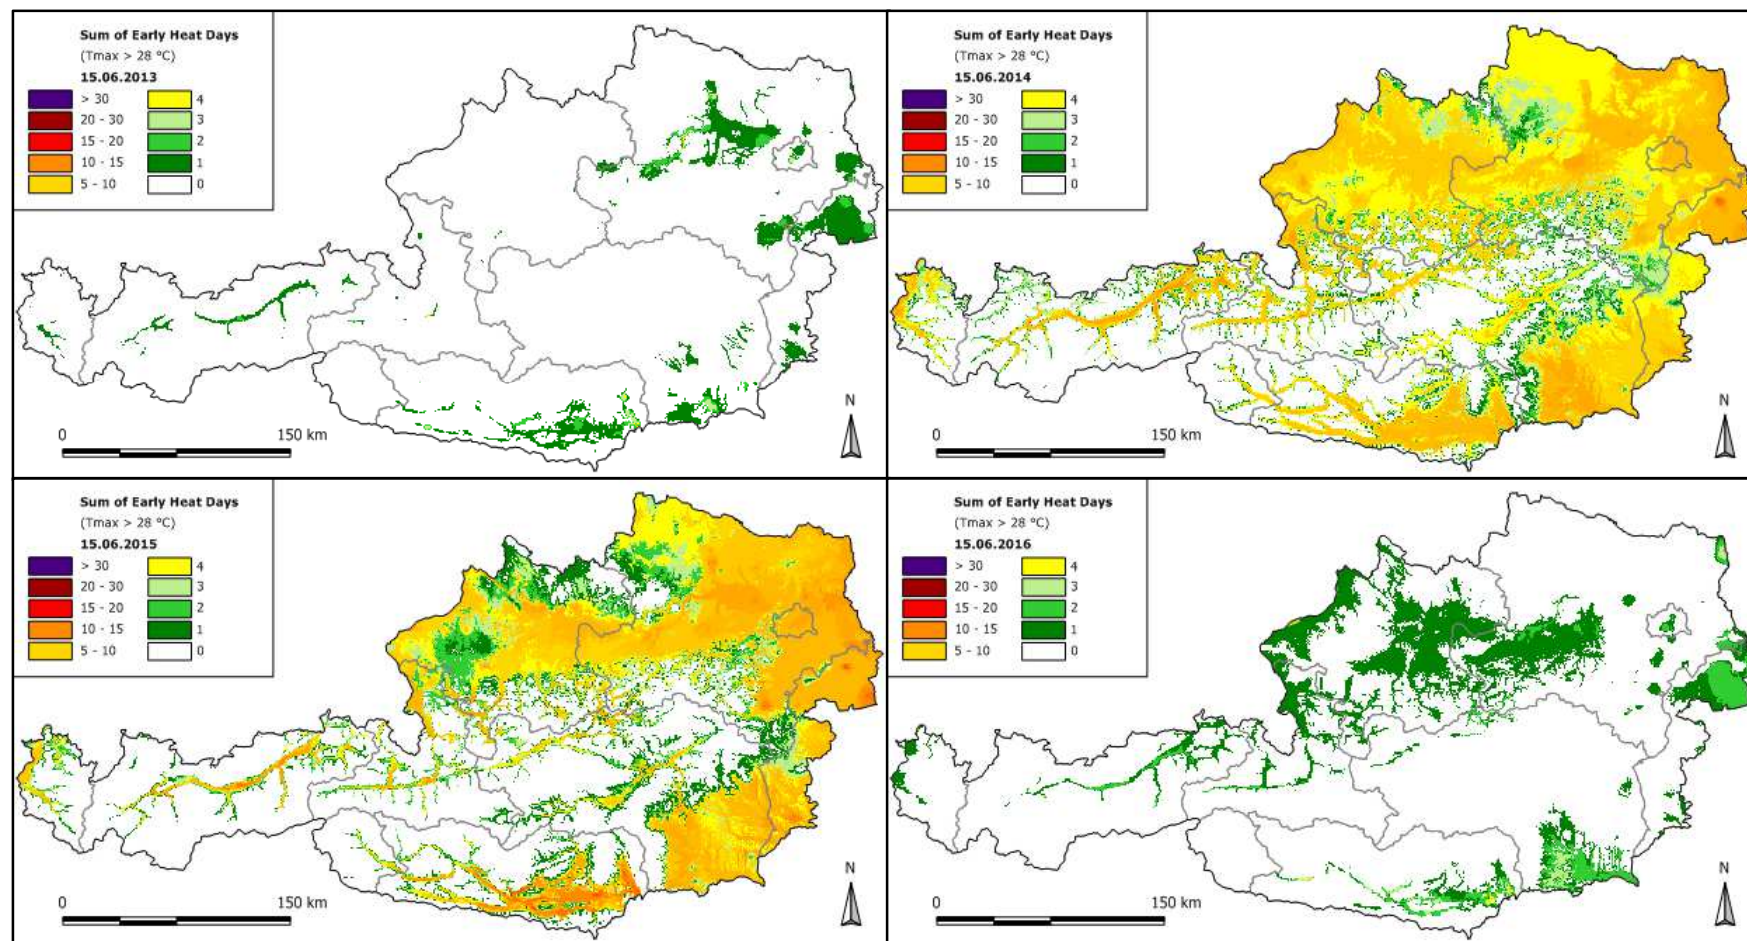 Sum of Early Heat Days
(Tmax > 28 °C)
15.06.2013
> 30 4
20 - 30 3
15 - 20 2
10 - 15 1
5 - 10 0
0 150 km
N
Sum of Early Heat Days
(Tmax > 28 °C)
15.06.2014
> 30 4
20 - 30 3
15 - 20 2
10 - 15 1
5 - 10 0
0 150 km
N
Sum of Early Heat Days
(Tmax > 28 °C)
15.06.2015
> 30 4
20 - 30 3
15 - 20 2
10 - 15 1
5 - 10 0
0 150 km
N
Sum of Early Heat Days
(Tmax > 28 °C)
15.06.2016
> 30 4
20 - 30 3
15 - 20 2
10 - 15 1
5 - 10 0
0 150 km
N